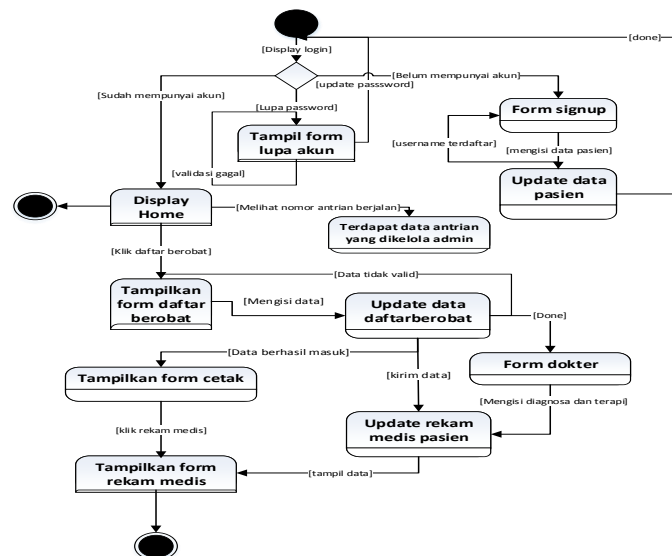 [done]
[Display login]
[update passsword]
[Belum mempunyai akun]
[Sudah mempunyai akun]
[Lupa password]
Form signup
Tampil form
lupa akun
[username terdaftar]
[mengisi data pasien]
[validasi gagal]
Update data
pasien
Display
Home
[Melihat nomor antrian berjalan]
Terdapat data antrian
yang dikelola admin
[Klik daftar berobat]
[Data tidak valid]
Tampilkan
form daftar
berobat
[Mengisi data]
Update data
daftarberobat
[Done]
[Data berhasil masuk]
Form dokter
Tampilkan form cetak
[kirim data]
[Mengisi diagnosa dan terapi]
[klik rekam medis]
Update rekam
medis pasien
Tampilkan form
rekam medis
[tampil data]